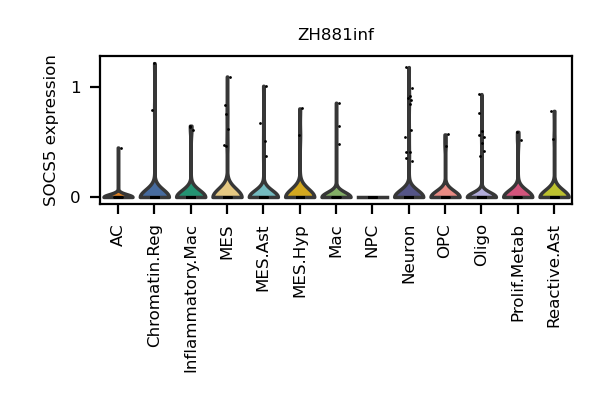 ZH881inf
SOCS5 expression
1
0
AC
Chromatin.Reg
Inflammatory.Mac
MES
MES.Ast
MES.Hyp
Mac
NPC
Neuron
OPC
Oligo
Prolif.Metab
Reactive.Ast